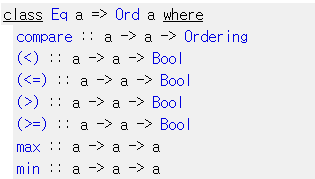 class Eq a => Ord a where
compare :: a -> a -> Ordering
(<) :: a -> a -> Bool
(<=) :: a -> a -> Bool
(>) :: a -> a -> Bool
(>=) :: a -> a -> Bool
max :: a -> a -> a
min :: a -> a -> a